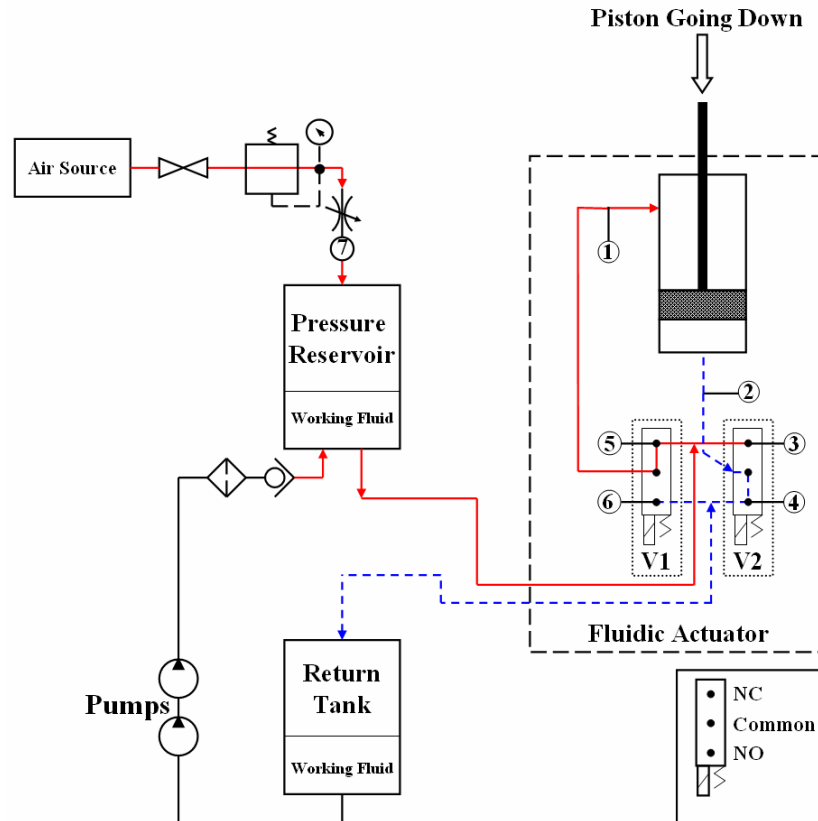 Piston Going Down
Air Source
7
1
Pressure
Reservoir
Working Fluid
2
5
3
6
4
V1
V2
Fluidic Actuator
Return
Tank
Pumps
Working Fluid
NC
Common
NO